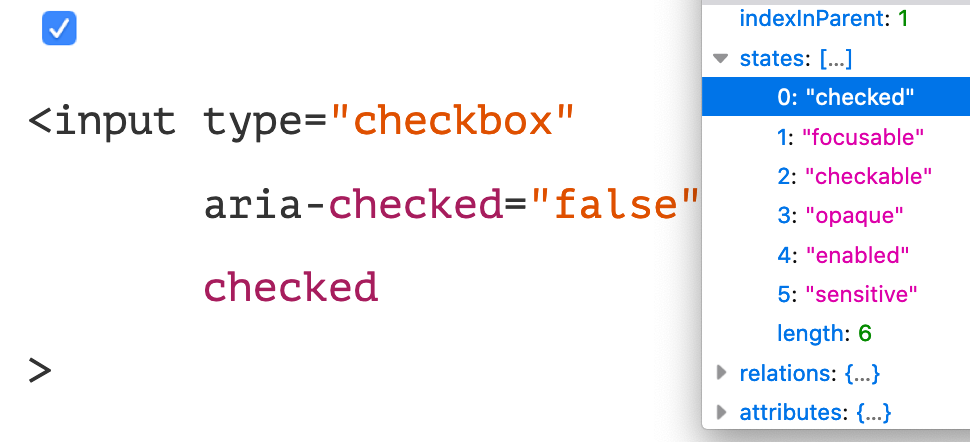 <input type="checkbox"
aria-checked="false"
checked
>
indexInParent: 1
states: […]
0: "checked"
1: "focusable"
2: "checkable"
3: "opaque"
4: "enabled"
5: "sensitive"
length: 6
relations: {…}
attributes: {…}